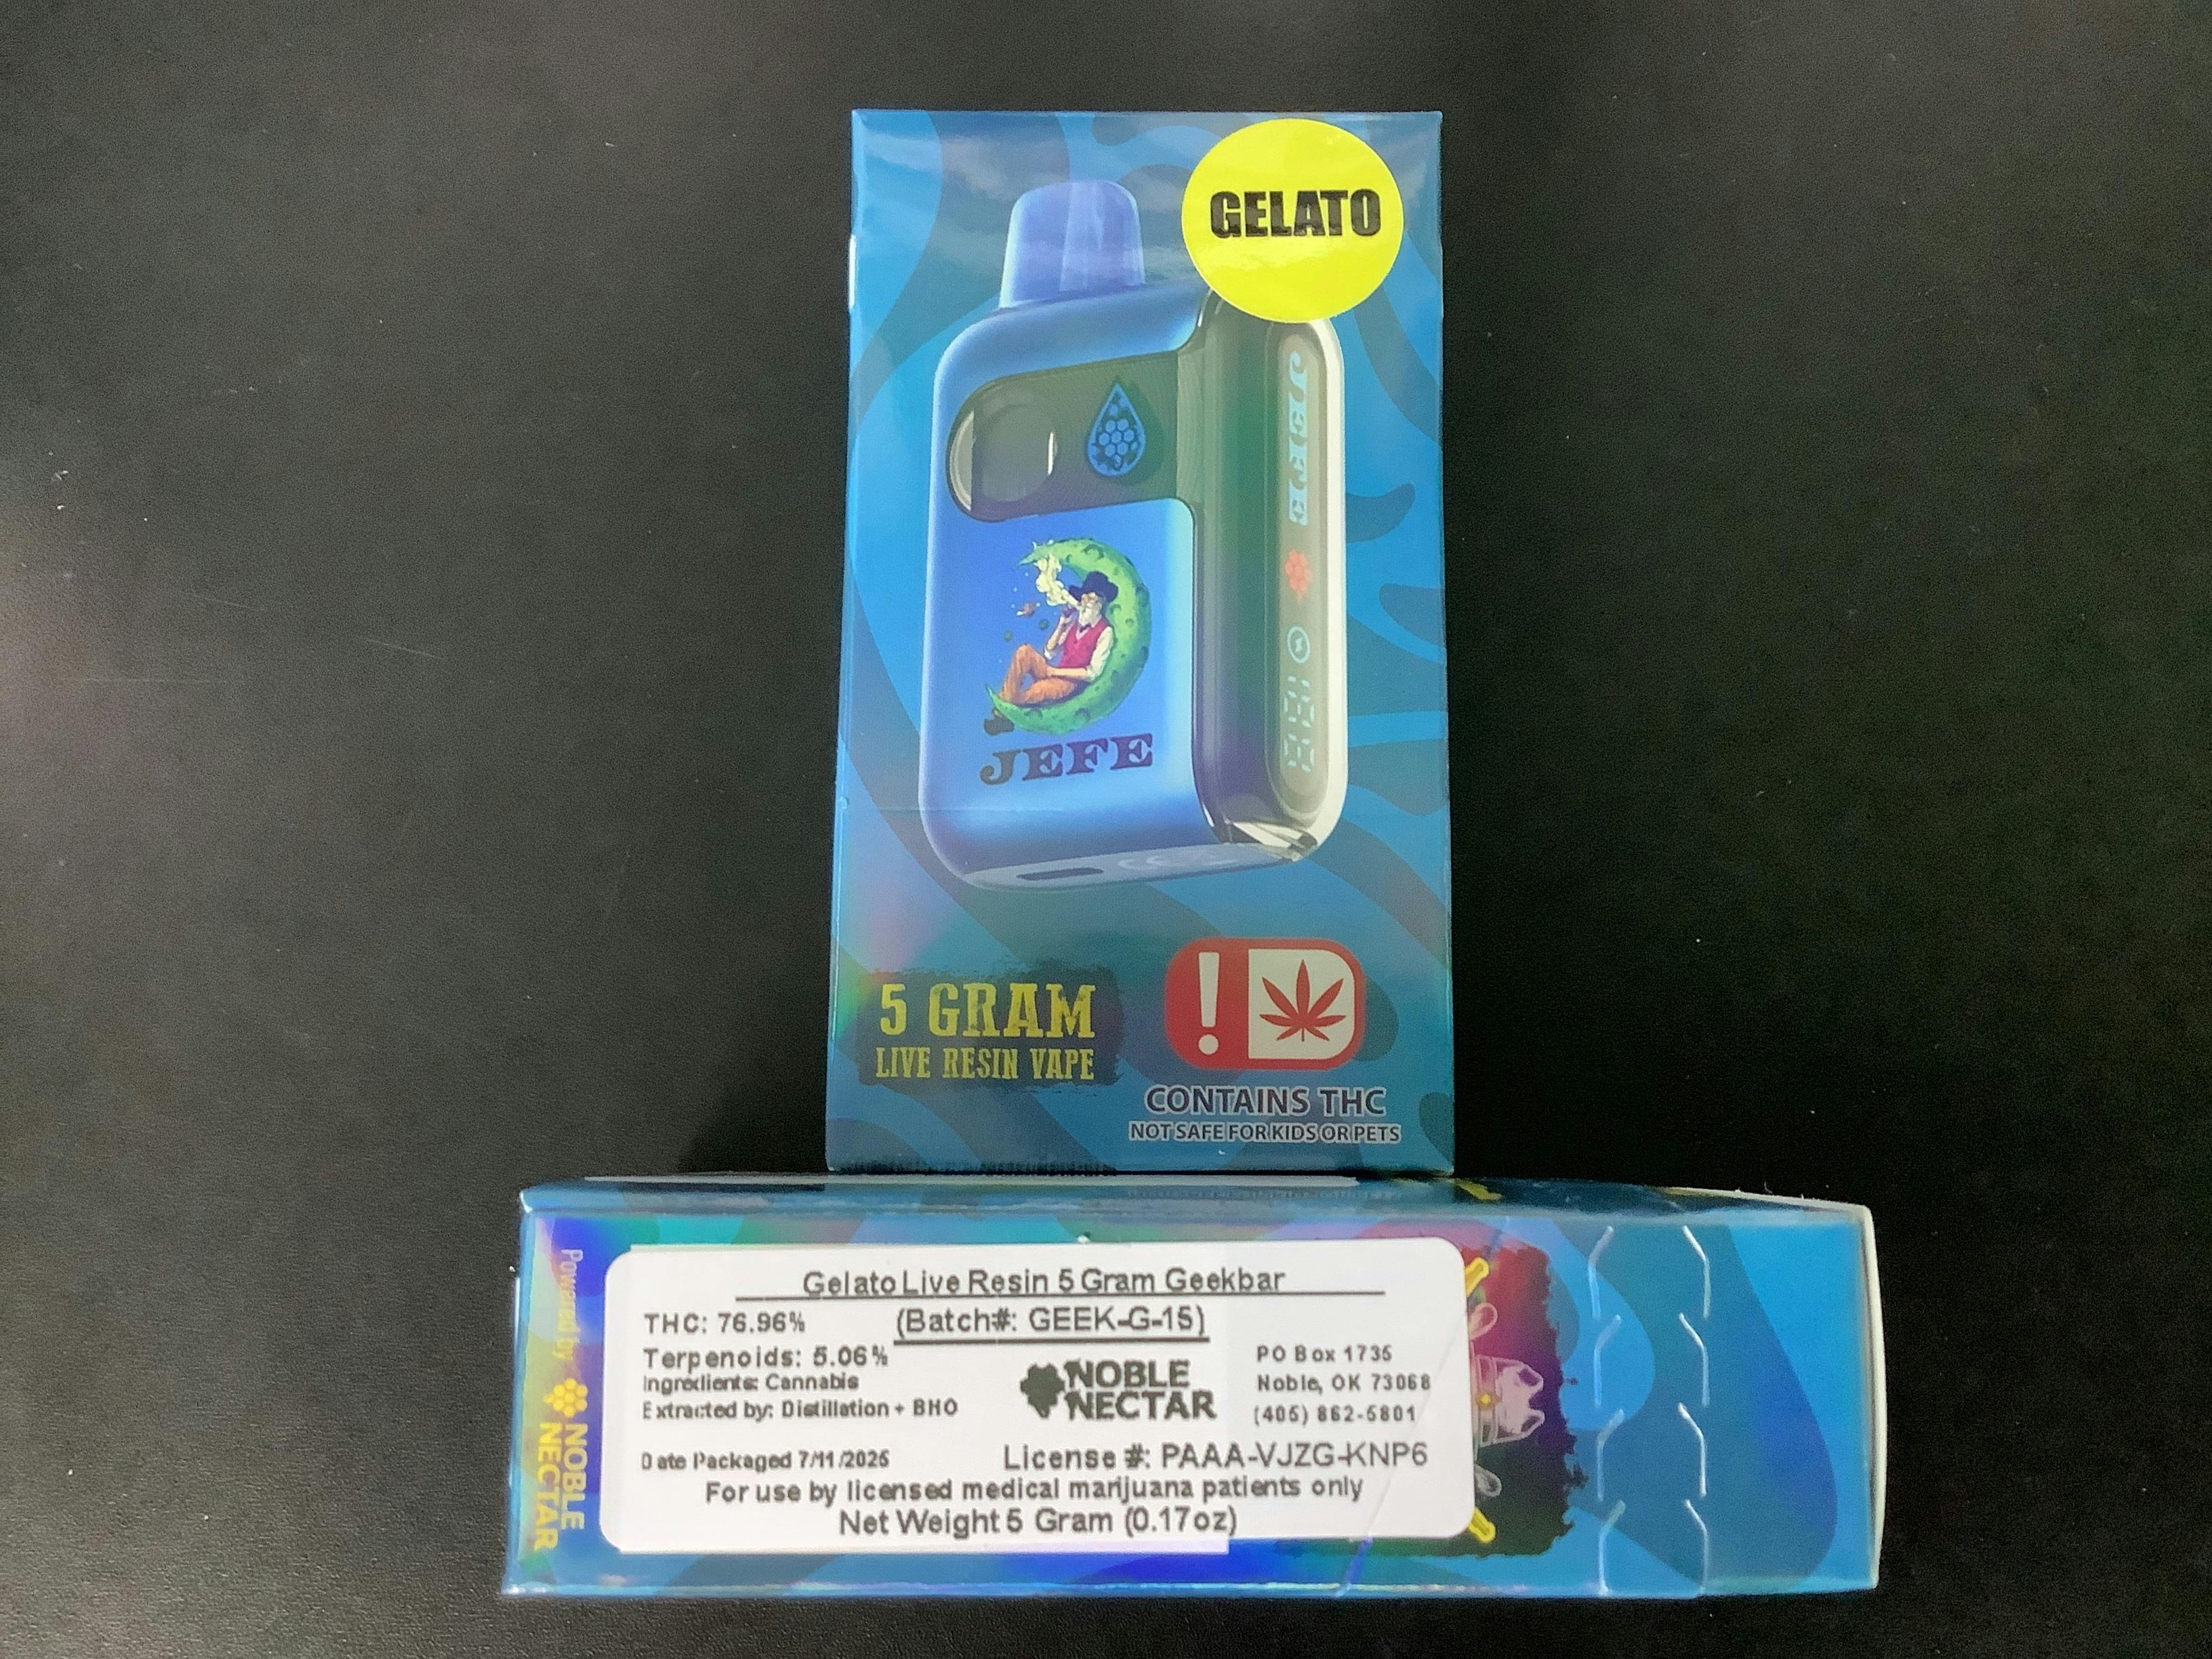 GELATO
JEFE
JEFE
5 GRAM
LIVE RESIN VAPE
CONTAINS THC
NOT SAFE FOR KIDS OR PETS
Powered by
NOBLE
NECTAR
Gelato Live Resin 5 Gram Geekbar
THC: 76.96%
(Batch#: GEEK-G-15)
Terpenoids: 5.06%
Ingredients: Cannabis
Extracted by: Distillation + BHO
NOBLE
NECTAR
PO Box 1735
Noble, OK 73068
(405) 862-5801
Date Packaged 7/11/2025
License #: PAAA-VJZG-KNP6
For use by licensed medical marijuana patients only
Net Weight 5 Gram (0.17oz)